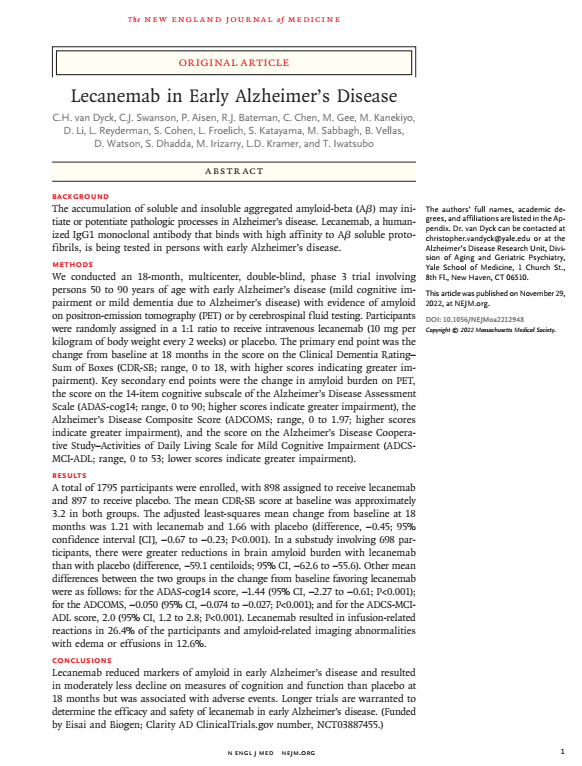 The NEW ENGLAND JOURNAL of MEDICINE
ORIGINAL ARTICLE
Lecanemab in Early Alzheimer's Disease
C.H. van Dyck, C.J. Swanson, P. Aisen, R.J. Bateman, C. Chen, M. Gee, M. Kanekiyo,
D. Li, L. Reyderman, S. Cohen, L. Froelich, S. Katayama, M. Sabbagh, B. Vellas,
D. Watson, S. Dhadda, M. Irizarry, L.D. Kramer, and T. Iwatsubo
ABSTRACT
BACKGROUND
The accumulation of soluble and insoluble aggregated amyloid-beta (Aβ) may ini-
tiate or potentiate pathologic processes in Alzheimer's disease. Lecanemab, a human-
ized IgG1 monoclonal antibody that binds with high affinity to Aβ soluble proto-
fibrils, is being tested in persons with early Alzheimer's disease.
METHODS
We conducted an 18-month, multicenter, double-blind, phase 3 trial involving
persons 50 to 90 years of age with early Alzheimer's disease (mild cognitive im-
pairment or mild dementia due to Alzheimer's disease) with evidence of amyloid
on positron-emission tomography (PET) or by cerebrospinal fluid testing. Participants
were randomly assigned in a 1:1 ratio to receive intravenous lecanemab (10 mg per
kilogram of body weight every 2 weeks) or placebo. The primary end point was the
change from baseline at 18 months in the score on the Clinical Dementia Rating–
Sum of Boxes (CDR-SB; range, 0 to 18, with higher scores indicating greater im-
pairment). Key secondary end points were the change in amyloid burden on PET,
the score on the 14-item cognitive subscale of the Alzheimer's Disease Assessment
Scale (ADAS-cog14; range, 0 to 90; higher scores indicate greater impairment), the
Alzheimer's Disease Composite Score (ADCOMS; range, 0 to 1.97; higher scores
indicate greater impairment), and the score on the Alzheimer's Disease Coopera-
tive Study–Activities of Daily Living Scale for Mild Cognitive Impairment (ADCS-
MCI-ADL; range, 0 to 53; lower scores indicate greater impairment).
RESULTS
A total of 1795 participants were enrolled, with 898 assigned to receive lecanemab
and 897 to receive placebo. The mean CDR-SB score at baseline was approximately
3.2 in both groups. The adjusted least-squares mean change from baseline at 18
months was 1.21 with lecanemab and 1.66 with placebo (difference, −0.45; 95%
confidence interval [CI], −0.67 to −0.23; P<0.001). In a substudy involving 698 par-
ticipants, there were greater reductions in brain amyloid burden with lecanemab
than with placebo (difference, −59.1 centiloids; 95% CI, −62.6 to −55.6). Other mean
differences between the two groups in the change from baseline favoring lecanemab
were as follows: for the ADAS-cog14 score, −1.44 (95% CI, −2.27 to −0.61; P<0.001);
for the ADCOMS, −0.050 (95% CI, −0.074 to −0.027; P<0.001); and for the ADCS-MCI-
ADL score, 2.0 (95% CI, 1.2 to 2.8; P<0.001). Lecanemab resulted in infusion-related
reactions in 26.4% of the participants and amyloid-related imaging abnormalities
with edema or effusions in 12.6%.
CONCLUSIONS
Lecanemab reduced markers of amyloid in early Alzheimer's disease and resulted
in moderately less decline on measures of cognition and function than placebo at
18 months but was associated with adverse events. Longer trials are warranted to
determine the efficacy and safety of lecanemab in early Alzheimer's disease. (Funded
by Eisai and Biogen; Clarity AD ClinicalTrials.gov number, NCT03887455.)
The authors' full names, academic de-
grees, and affiliations are listed in the Ap-
pendix. Dr. van Dyck can be contacted at
christopher.vandyck@yale.edu or at the
Alzheimer's Disease Research Unit, Divi-
sion of Aging and Geriatric Psychiatry,
Yale School of Medicine, 1 Church St.,
8th Fl., New Haven, CT 06510.
This article was published on November 29,
2022, at NEJM.org.
DOI: 10.1056/NEJMoa2212948
Copyright © 2022 Massachusetts Medical Society.
N ENGL J MED NEJM.ORG
1